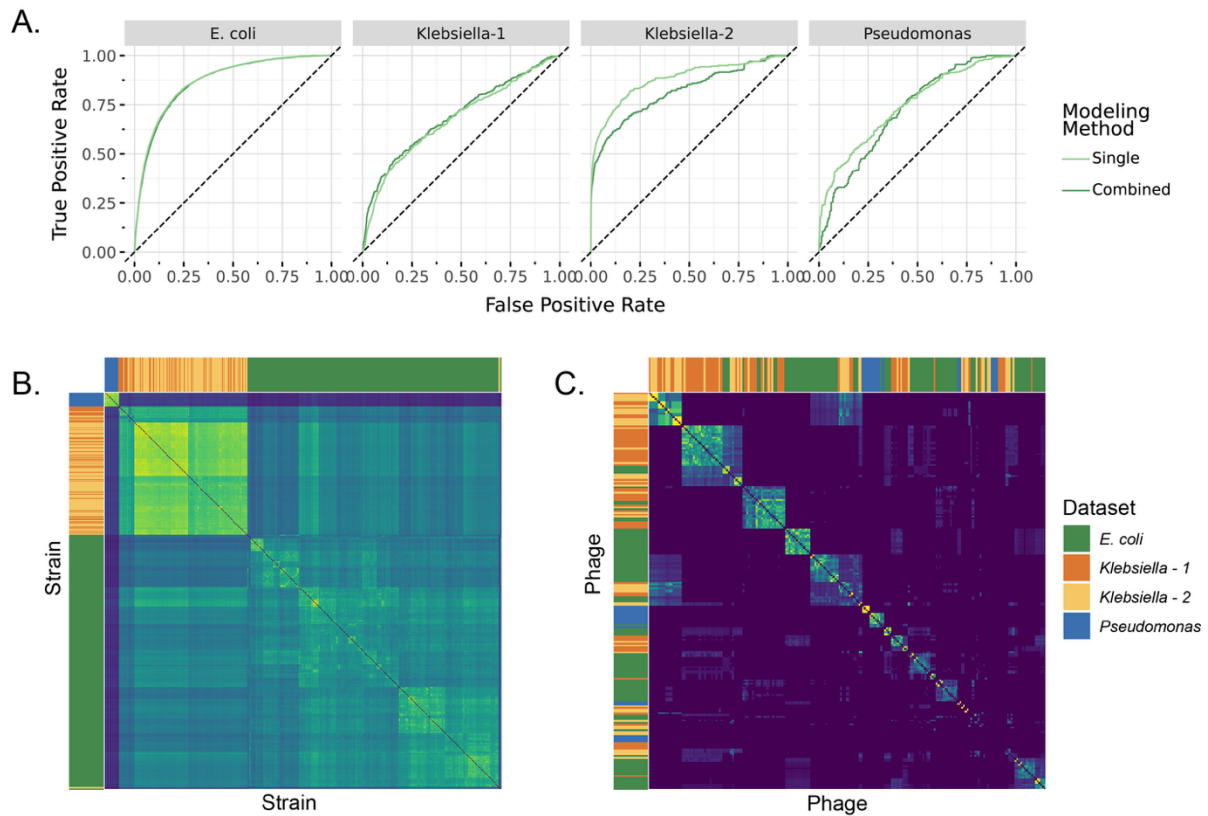 A.
E. coli
Klebsiella-1
Klebsiella-2
Pseudomonas
True Positive Rate
1.00
0.75
0.50
0.25
0.00
0.00 0.25 0.50 0.75 1.00
0.00 0.25 0.50 0.75 1.00
0.00 0.25 0.50 0.75 1.00
0.00 0.25 0.50 0.75 1.00
False Positive Rate
Modeling
Method
Single
Combined
B.
Strain
Strain
C.
Phage
Phage
Dataset
E. coli
Klebsiella - 1
Klebsiella - 2
Pseudomonas